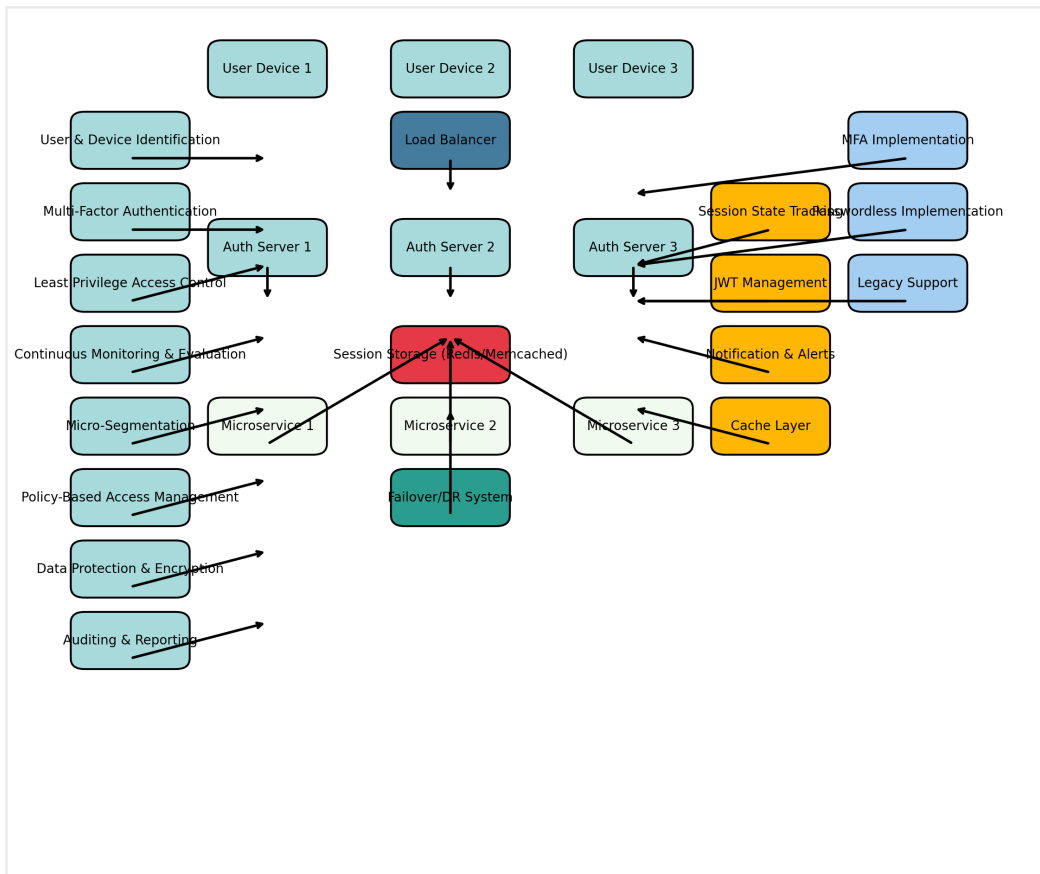 User Device 1
User Device 2
User Device 3
User & Device Identification
Load Balancer
MFA Implementation
Multi-Factor Authentication
Session State Tracking
Passwordless Implementation
Auth Server 1
Auth Server 2
Auth Server 3
Least Privilege Access Control
JWT Management
Legacy Support
Continuous Monitoring & Evaluation
Session Storage (Redis/Memcached)
Notification & Alerts
Micro-Segmentation
Microservice 1
Microservice 2
Microservice 3
Cache Layer
Policy-Based Access Management
Failover/DR System
Data Protection & Encryption
Auditing & Reporting